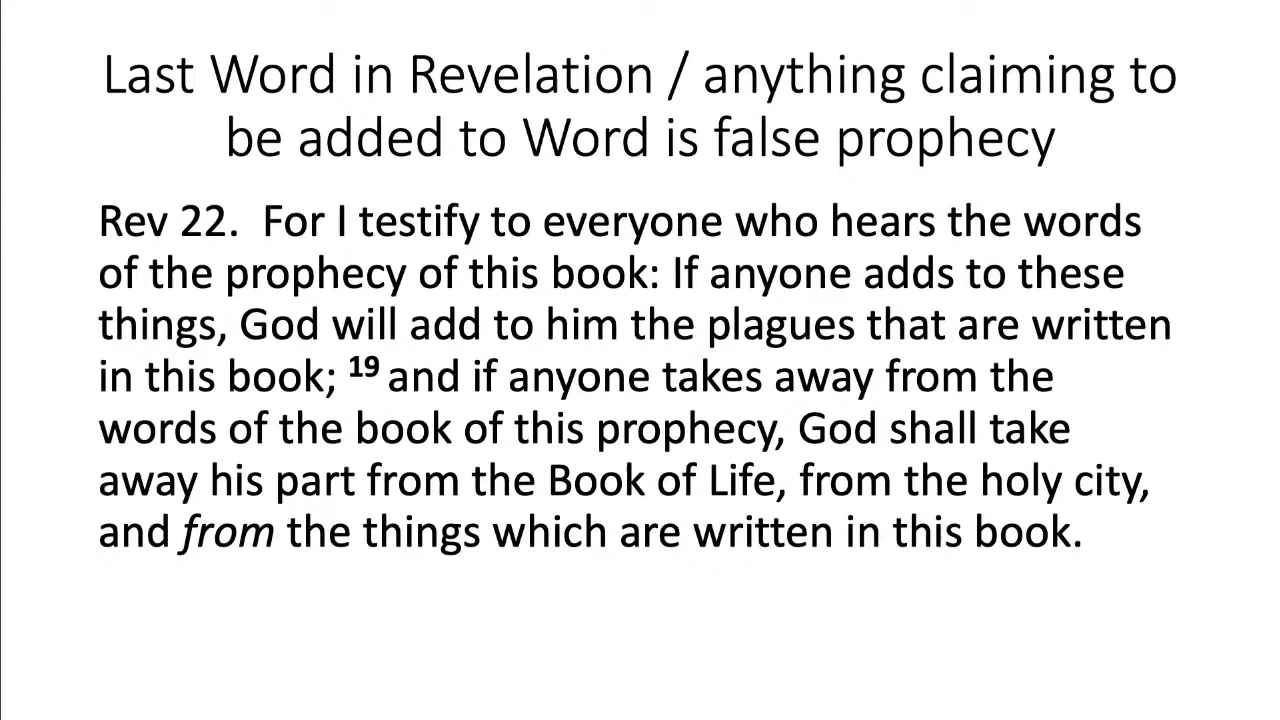 Last Word in Revelation / anything claiming to
be added to Word is false prophecy
Rev 22.  For I testify to everyone who hears the words
of the prophecy of this book: If anyone adds to these
things, God will add to him the plagues that are written
in this book; 19 and if anyone takes away from the
words of the book of this prophecy, God shall take
away his part from the Book of Life, from the holy city,
and from the things which are written in this book.